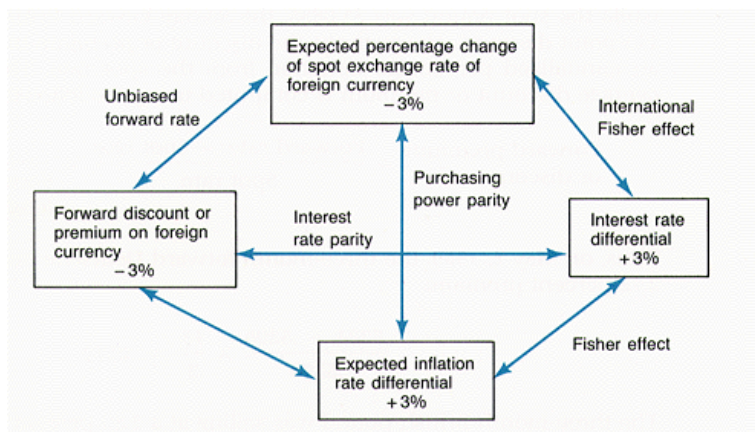 Expected percentage change
of spot exchange rate of
foreign currency
– 3%
Unbiased
forward rate
International
Fisher effect
Purchasing
power parity
Forward discount or
premium on foreign
currency
– 3%
Interest
rate parity
Interest rate
differential
+ 3%
Expected inflation
rate differential
+ 3%
Fisher effect